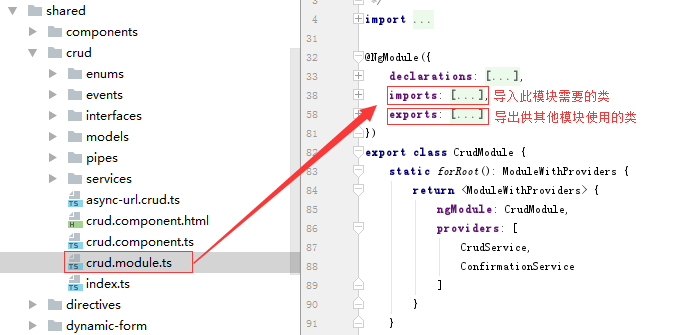 shared
components
crud
enums
events
interfaces
models
pipes
services
async-url.crud.ts
crud.component.html
crud.component.ts
crud.module.ts
index.ts
directives
dynamic-form
3 */
4 import ...
31
32 @NgModule({
33 declarations: [...],
38 imports: [...], 导入此模块需要的类
58 exports: [...] 导出供其他模块使用的类
81 })
82 export class CrudModule {
83 static forRoot(): ModuleWithProviders {
84 return <ModuleWithProviders> {
85 ngModule: CrudModule,
86 providers: [
87 CrudService,
88 ConfirmationService
89 ]
90 }
91 }